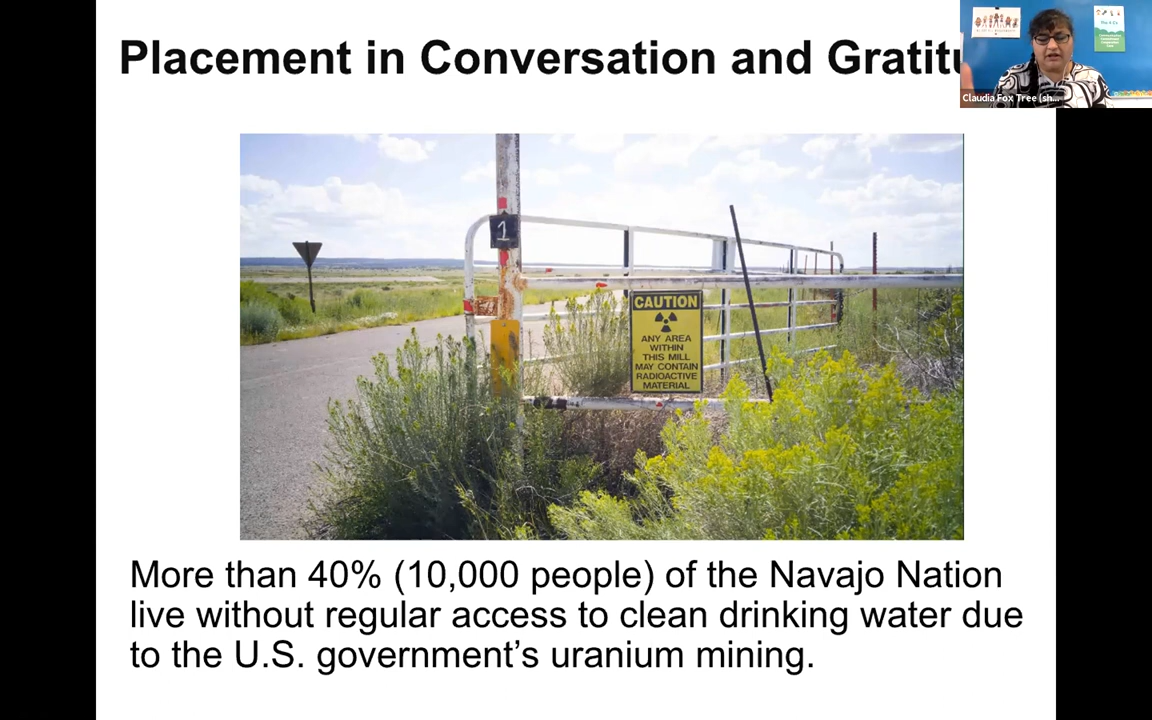 Placement in Conversation and Gratitu
Claudia Fox Tree (sh...
1
CAUTION
ANY AREA
WITHIN
THIS MILL
MAY CONTAIN
RADIOACTIVE
MATERIAL
More than 40% (10,000 people) of the Navajo Nation
live without regular access to clean drinking water due
to the U.S. government's uranium mining.